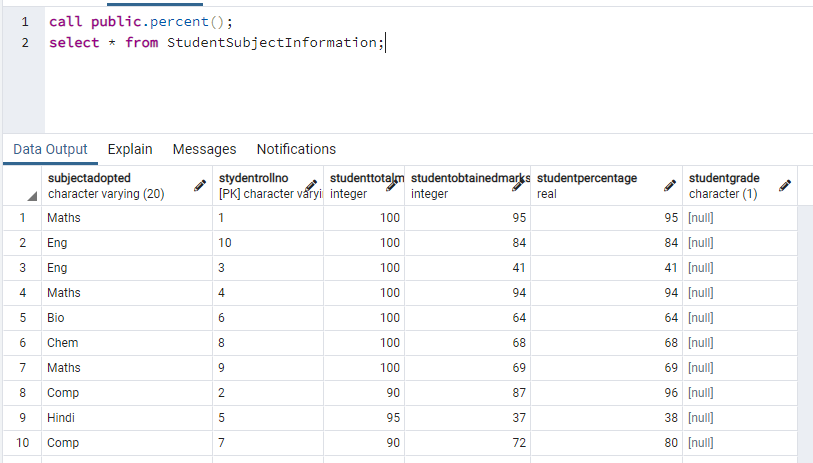 1 call public.percent();
2 select * from StudentSubjectInformation;
Data Output Explain Messages Notifications
subjectadopted stydentrollno studenttotalm studentobtainedmarks studentpercentage studentgrade
character varying (20) [PK] character varyi integer integer real character (1)
1 Maths 1 100 95 95 [null]
2 Eng 10 100 84 84 [null]
3 Eng 3 100 41 41 [null]
4 Maths 4 100 94 94 [null]
5 Bio 6 100 64 64 [null]
6 Chem 8 100 68 68 [null]
7 Maths 9 100 69 69 [null]
8 Comp 2 90 87 96 [null]
9 Hindi 5 95 37 38 [null]
10 Comp 7 90 72 80 [null]